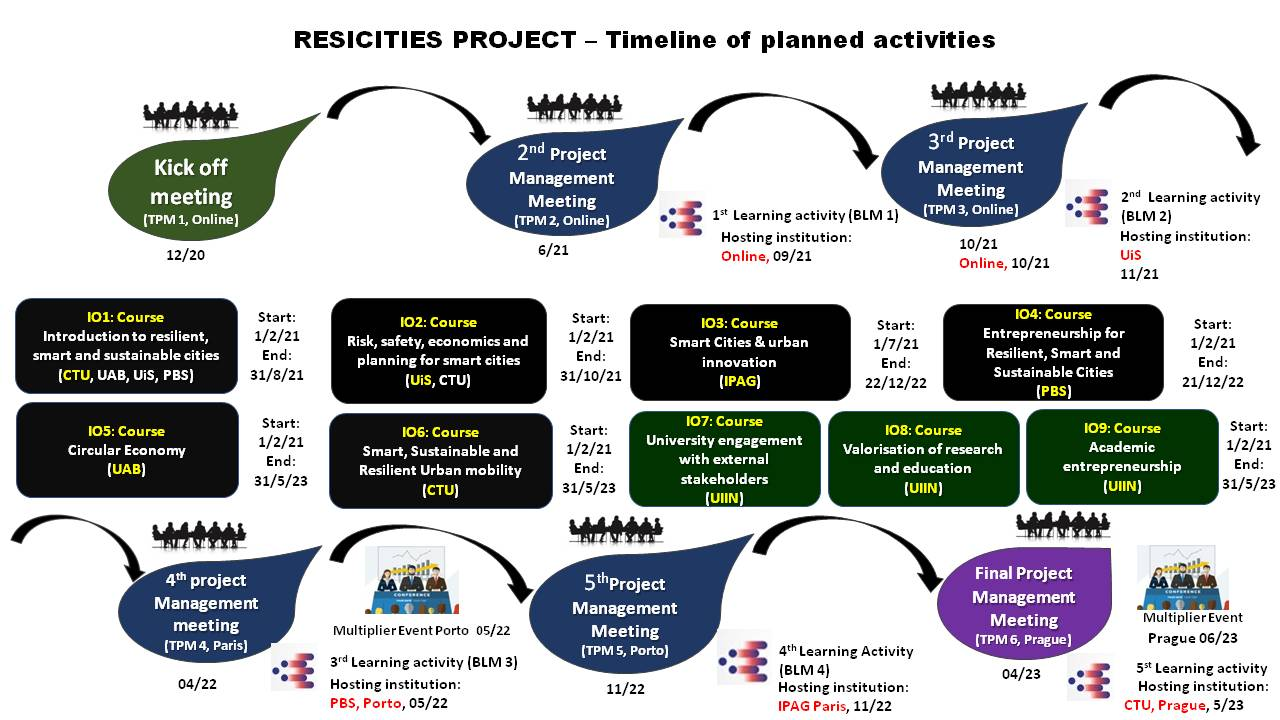 RESICITIES PROJECT – Timeline of planned activities
Kick off
meeting
(TPM 1, Online)
12/20
2nd Project
Management
Meeting
(TPM 2, Online)
6/21
1st Learning activity (BLM 1)
Hosting institution:
Online, 09/21
3rd Project
Management
Meeting
(TPM 3, Online)
10/21
Online, 10/21
2nd Learning activity
(BLM 2)
Hosting institution:
UiS
11/21
IO1: Course
Introduction to resilient,
smart and sustainable cities
(CTU, UAB, UiS, PBS)
Start:
1/2/21
End:
31/8/21
IO2: Course
Risk, safety, economics and
planning for smart cities
(UiS, CTU)
Start:
1/2/21
End:
31/10/21
IO3: Course
Smart Cities & urban
innovation
(IPAG)
Start:
1/7/21
End:
22/12/22
IO4: Course
Entrepreneurship for
Resilient, Smart and
Sustainable Cities
(PBS)
Start:
1/2/21
End:
21/12/22
IO5: Course
Circular Economy
(UAB)
Start:
1/2/21
End:
31/5/23
IO6: Course
Smart, Sustainable and
Resilient Urban mobility
(CTU)
Start:
1/2/21
End:
31/5/23
IO7: Course
University engagement
with external
stakeholders
(UIIN)
IO8: Course
Valorisation of research
and education
(UIIN)
IO9: Course
Academic
entrepreneurship
(UIIN)
Start:
1/2/21
End:
31/5/23
4th project
Management
meeting
(TPM 4, Paris)
04/22
CONFERENCE
Multiplier Event Porto 05/22
3rd Learning activity (BLM 3)
Hosting institution:
PBS, Porto, 05/22
5thProject
Management
Meeting
(TPM 5, Porto)
11/22
4th Learning Activity
(BLM 4)
Hosting institution:
IPAG Paris, 11/22
Final Project
Management
Meeting
(TPM 6, Prague)
04/23
CONFERENCE
Multiplier Event
Prague 06/23
5st Learning activity
Hosting institution:
CTU, Prague, 5/23